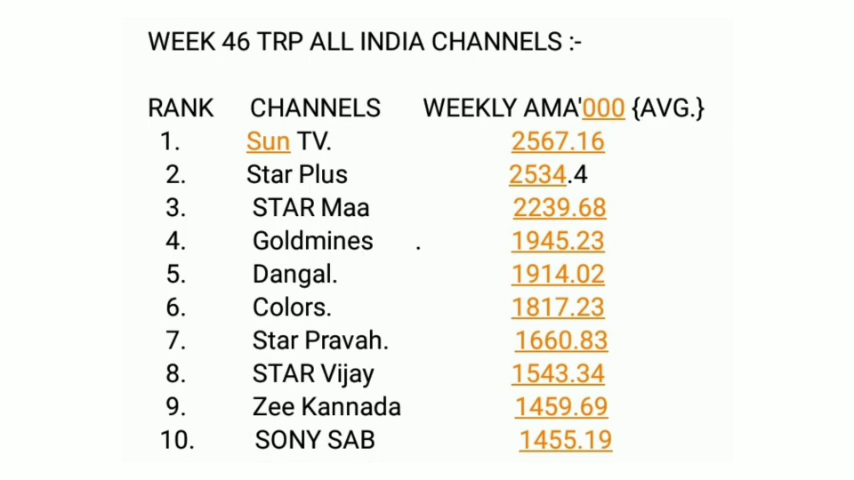 WEEK 46 TRP ALL INDIA CHANNELS :-
RANK CHANNELS WEEKLY AMA'000 {AVG.}
1. Sun TV. 2567.16
2. Star Plus 2534.4
3. STAR Maa 2239.68
4. Goldmines . 1945.23
5. Dangal. 1914.02
6. Colors. 1817.23
7. Star Pravah. 1660.83
8. STAR Vijay 1543.34
9. Zee Kannada 1459.69
10. SONY SAB 1455.19